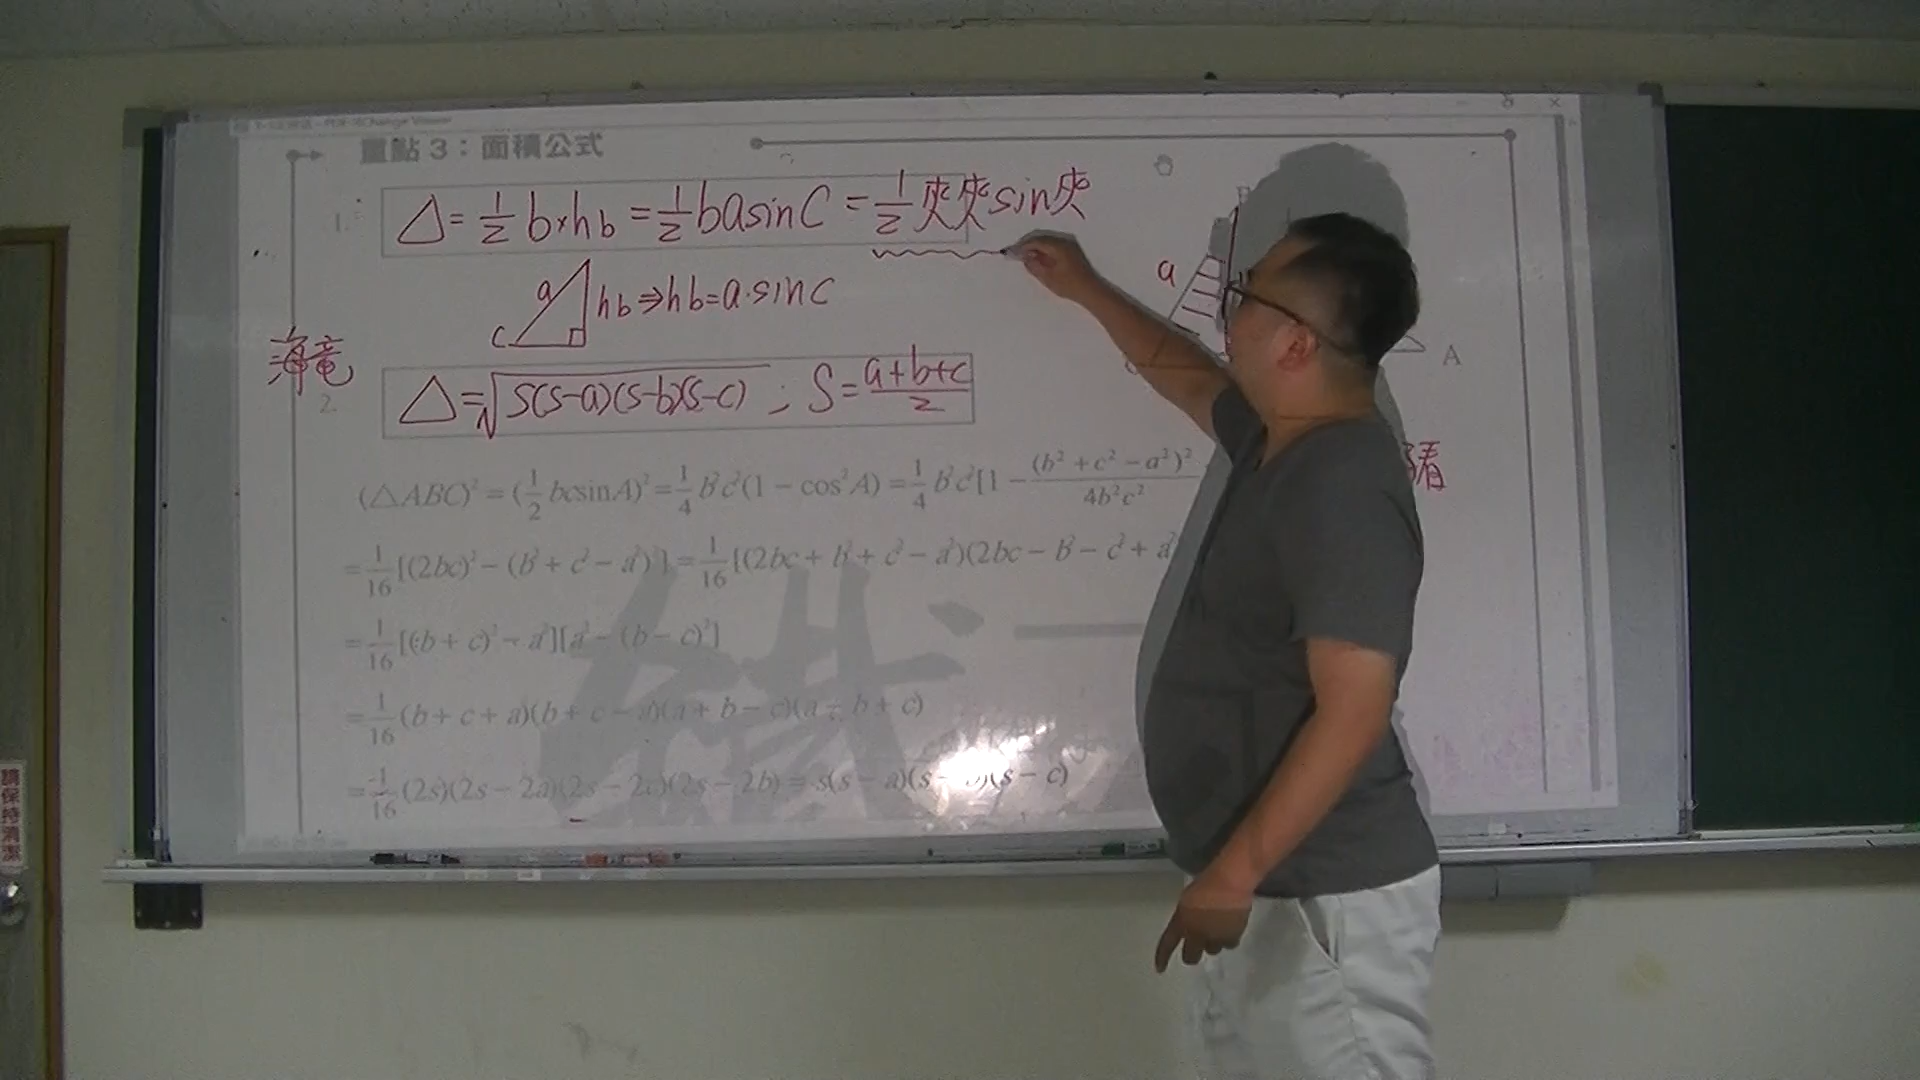 重點 3：面積公式
1. △=1/2 b×hb=1/2 basinC=1/2夾夾sin夾
a hb⇒hb=a·sinC
C
a
A
海竜
2. △=√S(S-a)(S-b)(S-c) ; S=(a+b+c)/2
(△ABC)²=(1/2 bcsinA)²=1/4 b²c²(1−cos²A)=1/4 b²c²[1−(b²+c²−a²)²/4b²c²
=1/16[(2bc)²−(b²+c²−a²)²]=1/16[(2bc+b²+c²−a²)(2bc−b²−c²+a²
=1/16[(b+c)²−a²][a²−(b−c)²]
=1/16(b+c+a)(b+c−a)(a+b−c)(a−b+c)
=1/16(2s)(2s−2a)(2s−2c)(2s−2b)=s(s−a)(s−b)(s−c)
請保持清潔